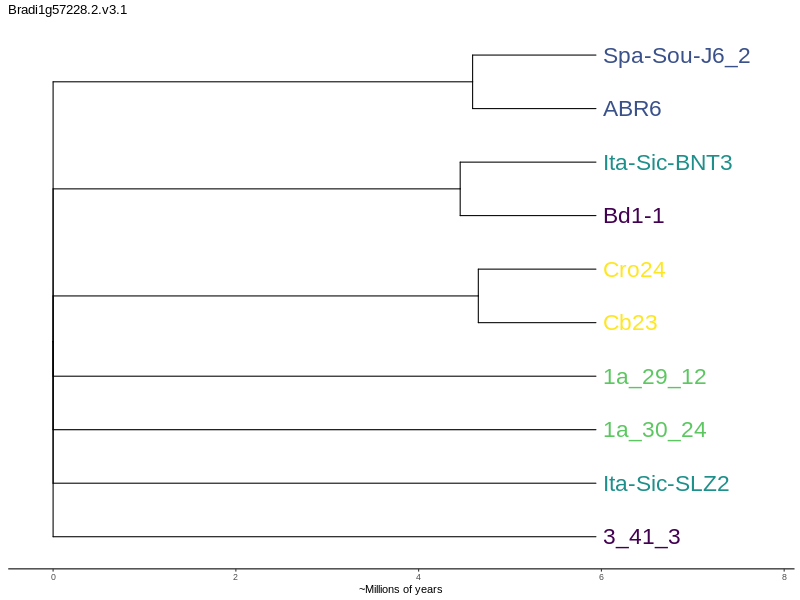 Bradi1g57228.2.v3.1
Spa-Sou-J6_2
ABR6
Ita-Sic-BNT3
Bd1-1
Cro24
Cb23
1a_29_12
1a_30_24
Ita-Sic-SLZ2
3_41_3
0 2 4 6 8
~Millions of years